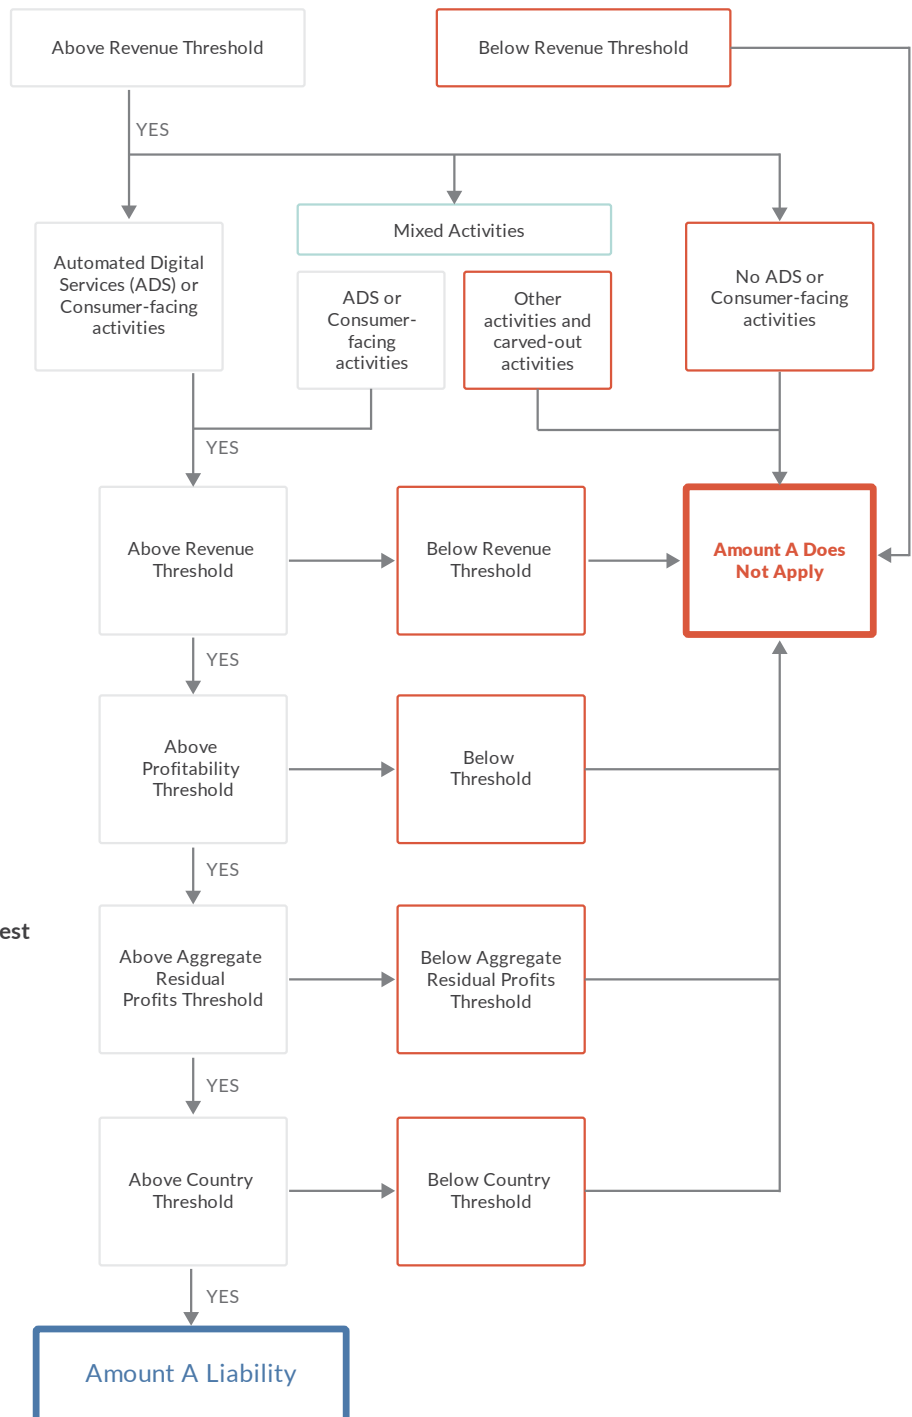 Above Revenue Threshold
Below Revenue Threshold
YES
Mixed Activities
Automated Digital
Services (ADS) or
Consumer-facing
activities
ADS or
Consumer-
facing
activities
Other
activities and
carved-out
activities
No ADS or
Consumer-facing
activities
YES
Above Revenue
Threshold
Below Revenue
Threshold
Amount A Does
Not Apply
YES
Above
Profitability
Threshold
Below
Threshold
YES
est
Above Aggregate
Residual
Profits Threshold
Below Aggregate
Residual Profits
Threshold
YES
Above Country
Threshold
Below Country
Threshold
YES
Amount A Liability